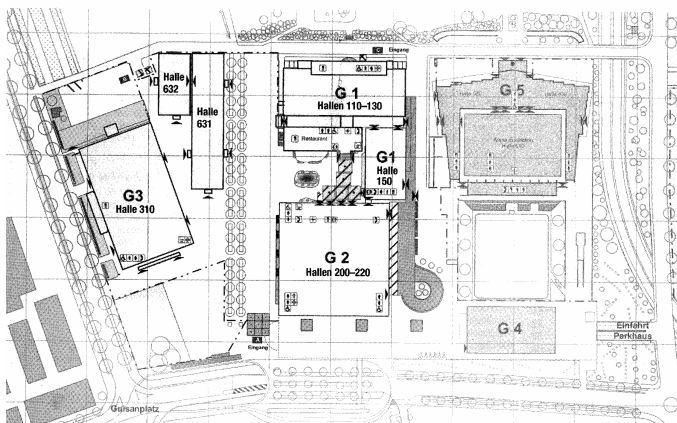 C Eingang
B
Halle
632
Halle
631
G 1
Hallen 110–130
G 5
Restaurant
G1
Halle
150
G3
Halle 310
G 2
Hallen 200–220
G 4
A
Eingang
Einfahrt
Parkhaus
Guisanplatz